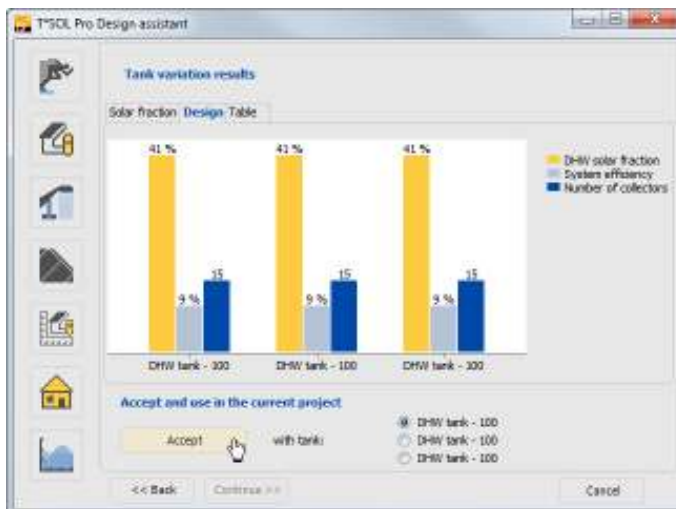 T*SOL Pro Design assistant
Tank variation results
Solar fraction Design Table
41 % 41 % 41 %
DHW solar fraction
System efficiency
Number of collectors
15 15 15
9 % 9 % 9 %
DHW tank - 100 DHW tank - 100 DHW tank - 100
Accept and use in the current project
DHW tank - 100
Accept with tank:
DHW tank - 100
DHW tank - 100
<< Back Continue >> Cancel